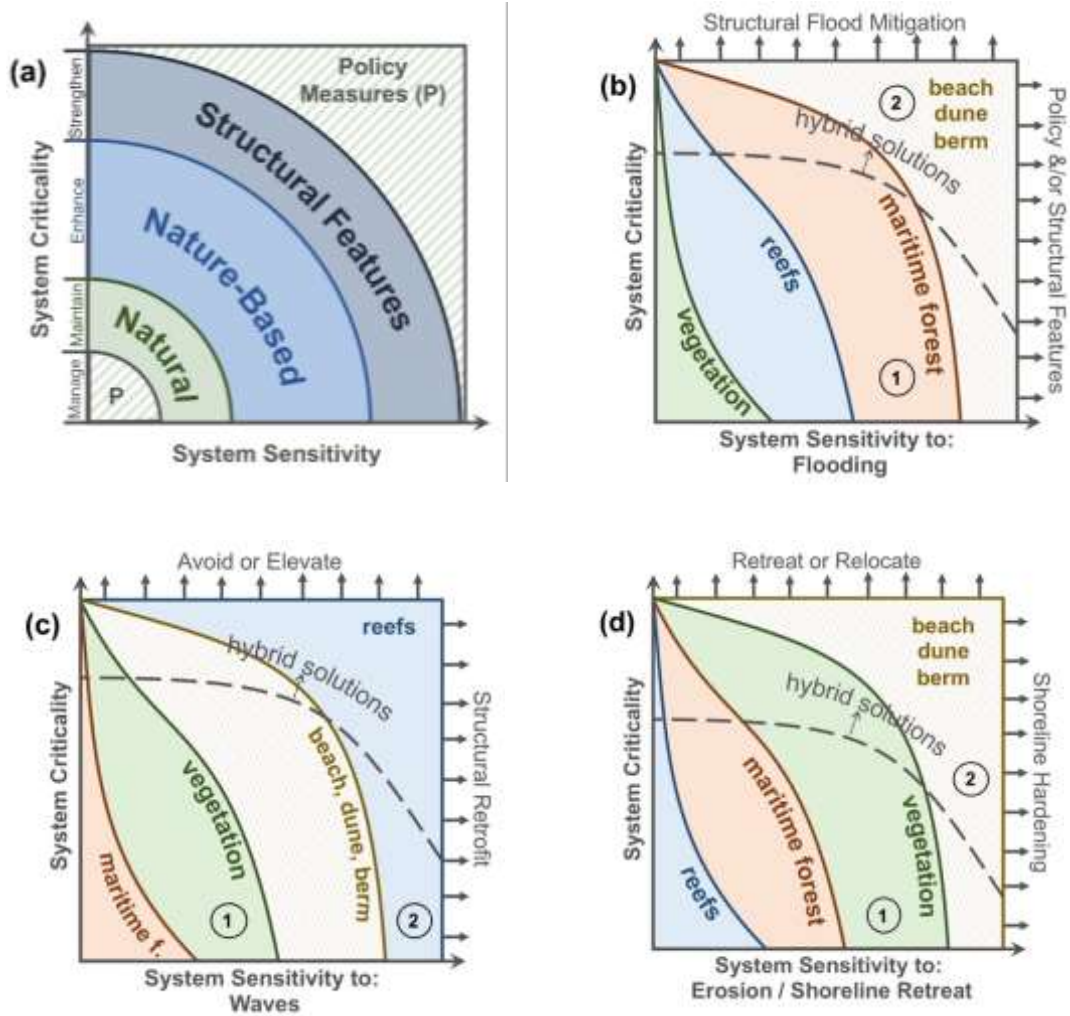 (a)
Policy
Measures (P)
Structural Features
Nature-Based
Natural
P
Strengthen
Enhance
Maintain
Manage
System Criticality
System Sensitivity
Structural Flood Mitigation
(b)
2
beach
dune
berm
hybrid solutions
maritime forest
reefs
vegetation
1
System Criticality
Policy &/or Structural Features
System Sensitivity to:
Flooding
Avoid or Elevate
(c)
reefs
hybrid solutions
beach, dune, berm
vegetation
maritime f.
1
2
System Criticality
Structural Retrofit
System Sensitivity to:
Waves
Retreat or Relocate
(d)
beach
dune
berm
hybrid solutions
2
vegetation
maritime forest
reefs
1
System Criticality
Shoreline Hardening
System Sensitivity to:
Erosion / Shoreline Retreat